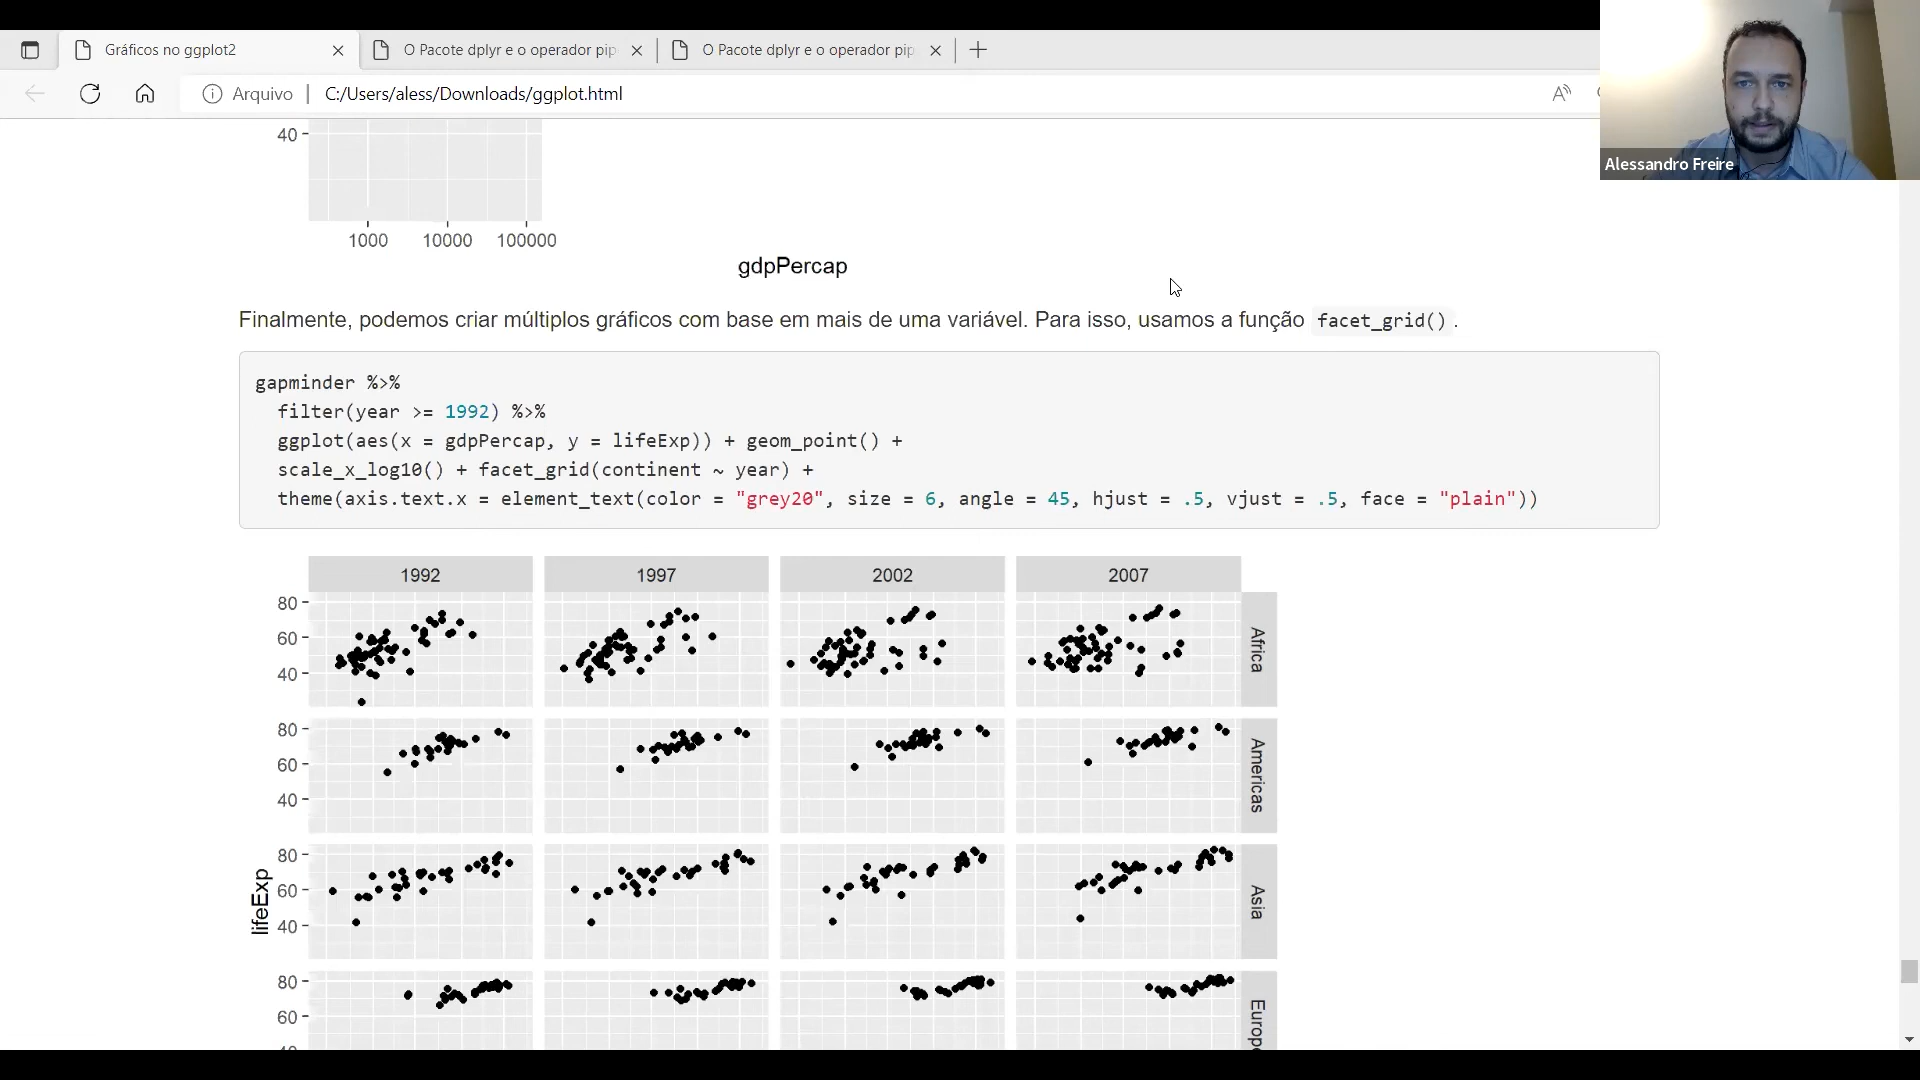 Gráficos no ggplot2
O Pacote dplyr e o operador pip
O Pacote dplyr e o operador pip
Arquivo
C:/Users/aless/Downloads/ggplot.html
Alessandro Freire
40
1000 10000 100000
gdpPercap
Finalmente, podemos criar múltiplos gráficos com base em mais de uma variável. Para isso, usamos a função facet_grid() .
gapminder %>%
filter(year >= 1992) %>%
ggplot(aes(x = gdpPercap, y = lifeExp)) + geom_point() +
scale_x_log10() + facet_grid(continent ~ year) +
theme(axis.text.x = element_text(color = "grey20", size = 6, angle = 45, hjust = .5, vjust = .5, face = "plain"))
1992 1997 2002 2007
80
60
40
Africa
80
60
40
Americas
80
60
40
Asia
lifeExp
80
60
Europe